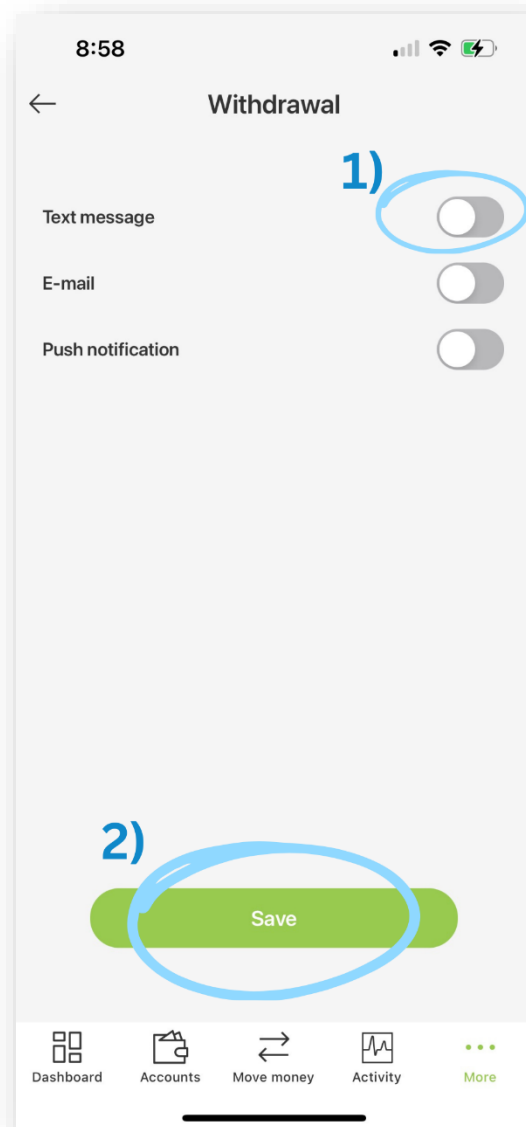 8:58
Withdrawal
1)
Text message
E-mail
Push notification
2)
Save
Dashboard Accounts Move money Activity More